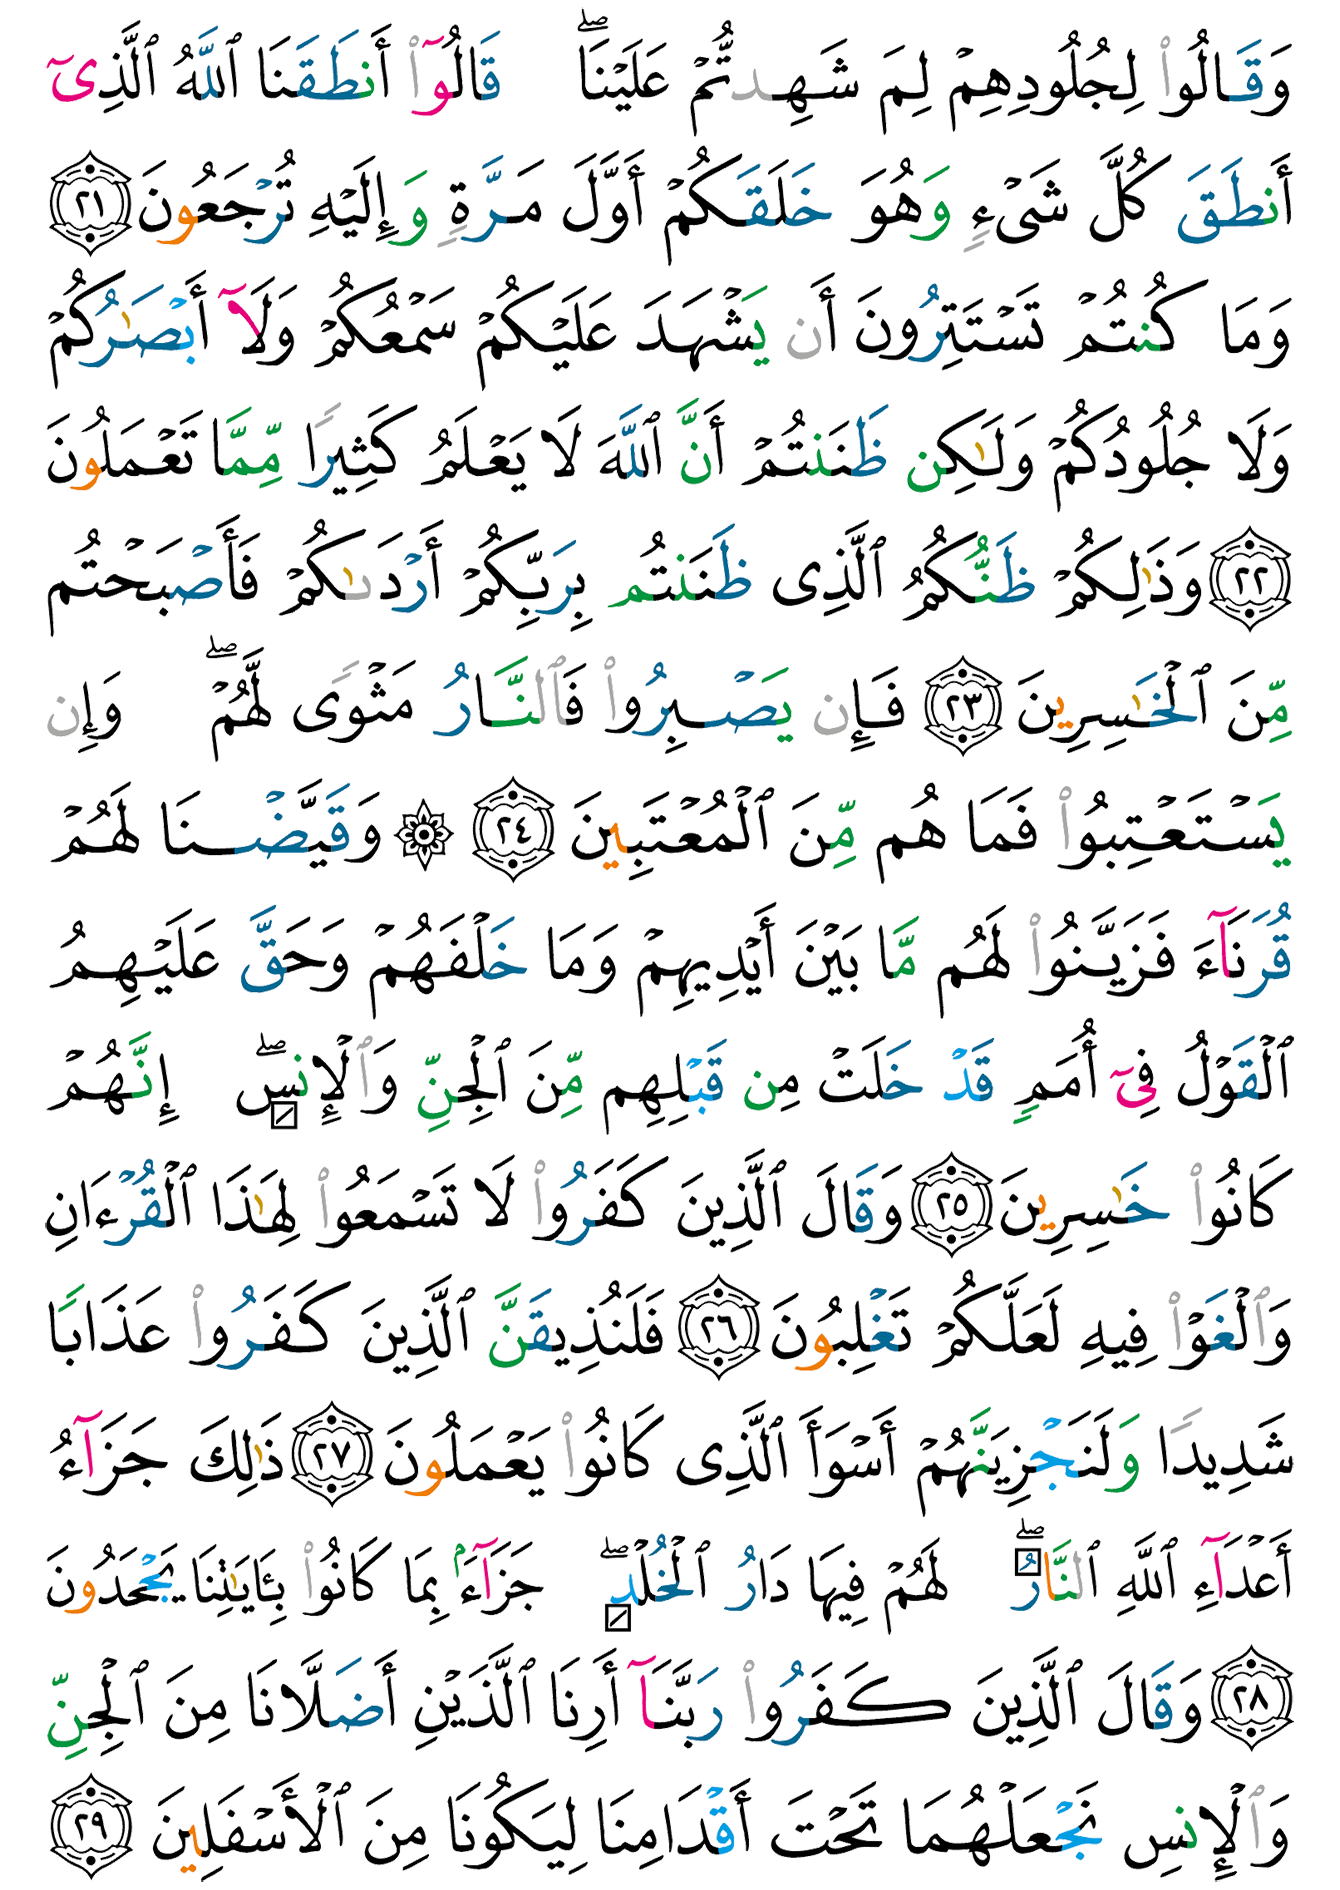 وَقَالُوا۟ لِجُلُودِهِمْ لِمَ شَهِدتُّمْ عَلَيْنَا ۖ قَالُوٓا۟ أَنطَقَنَا ٱللَّهُ ٱلَّذِىٓ
أَنطَقَ كُلَّ شَىْءٍ وَهُوَ خَلَقَكُمْ أَوَّلَ مَرَّةٍ وَإِلَيْهِ تُرْجَعُونَ ٢١
وَمَا كُنتُمْ تَسْتَتِرُونَ أَن يَشْهَدَ عَلَيْكُمْ سَمْعُكُمْ وَلَآ أَبْصَـٰرُكُمْ
وَلَا جُلُودُكُمْ وَلَـٰكِن ظَنَنتُمْ أَنَّ ٱللَّهَ لَا يَعْلَمُ كَثِيرًا مِّمَّا تَعْمَلُونَ
٢٢ وَذَٰلِكُمْ ظَنُّكُمُ ٱلَّذِى ظَنَنتُم بِرَبِّكُمْ أَرْدَىٰكُمْ فَأَصْبَحْتُم
مِّنَ ٱلْخَـٰسِرِينَ ٢٣ فَإِن يَصْبِرُوا۟ فَٱلنَّارُ مَثْوًى لَّهُمْ ۖ وَإِن
يَسْتَعْتِبُوا۟ فَمَا هُم مِّنَ ٱلْمُعْتَبِينَ ٢٤ ۞ وَقَيَّضْنَا لَهُمْ
قُرَنَآءَ فَزَيَّنُوا۟ لَهُم مَّا بَيْنَ أَيْدِيهِمْ وَمَا خَلْفَهُمْ وَحَقَّ عَلَيْهِمُ
ٱلْقَوْلُ فِىٓ أُمَمٍ قَدْ خَلَتْ مِن قَبْلِهِم مِّنَ ٱلْجِنِّ وَٱلْإِنسِ ۖ إِنَّهُمْ
كَانُوا۟ خَـٰسِرِينَ ٢٥ وَقَالَ ٱلَّذِينَ كَفَرُوا۟ لَا تَسْمَعُوا۟ لِهَـٰذَا ٱلْقُرْءَانِ
وَٱلْغَوْا۟ فِيهِ لَعَلَّكُمْ تَغْلِبُونَ ٢٦ فَلَنُذِيقَنَّ ٱلَّذِينَ كَفَرُوا۟ عَذَابًا
شَدِيدًا وَلَنَجْزِيَنَّهُمْ أَسْوَأَ ٱلَّذِى كَانُوا۟ يَعْمَلُونَ ٢٧ ذَٰلِكَ جَزَآءُ
أَعْدَآءِ ٱللَّهِ ٱلنَّارُ ۖ لَهُمْ فِيهَا دَارُ ٱلْخُلْدِ ۖ جَزَآءًۢ بِمَا كَانُوا۟ بِـَٔايَـٰتِنَا يَجْحَدُونَ
٢٨ وَقَالَ ٱلَّذِينَ كَفَرُوا۟ رَبَّنَآ أَرِنَا ٱلَّذَيْنِ أَضَلَّانَا مِنَ ٱلْجِنِّ
وَٱلْإِنسِ نَجْعَلْهُمَا تَحْتَ أَقْدَامِنَا لِيَكُونَا مِنَ ٱلْأَسْفَلِينَ ٢٩